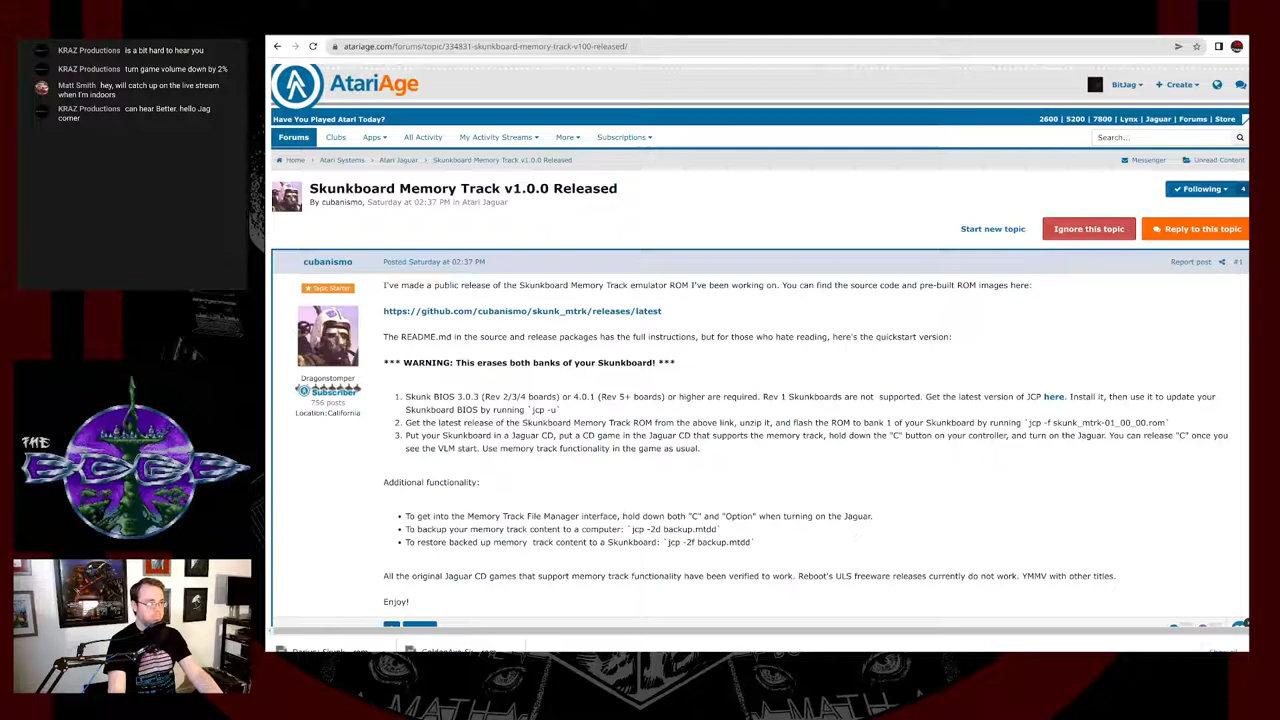 KRAZ Productions is a bit hard to hear you
KRAZ Productions turn game volume down by 2%
Matt Smith hey, will catch up on the live stream
when I'm indoors
KRAZ Productions can hear Better. hello Jag
corner
atariage.com/forums/topic/334831-skunkboard-memory-track-v100-released/
AtariAge
BitJag
+ Create
Have You Played Atari Today?
2600 | 5200 | 7800 | Lynx | Jaguar | Forums | Store
Forums Clubs Apps All Activity My Activity Streams More Subscriptions
Search...
Home > Atari Systems > Atari Jaguar > Skunkboard Memory Track v1.0.0 Released
Messenger Unread Content
Skunkboard Memory Track v1.0.0 Released
By cubanismo, Saturday at 02:37 PM in Atari Jaguar
Following 4
Start new topic Ignore this topic Reply to this topic
cubanismo
Posted Saturday at 02:37 PM
Report post #1
Topic Starter
Dragonstomper
Subscriber
756 posts
Location:California
I've made a public release of the Skunkboard Memory Track emulator ROM I've been working on. You can find the source code and pre-built ROM images here:
https://github.com/cubanismo/skunk_mtrk/releases/latest
The README.md in the source and release packages has the full instructions, but for those who hate reading, here's the quickstart version:
*** WARNING: This erases both banks of your Skunkboard! ***
1. Skunk BIOS 3.0.3 (Rev 2/3/4 boards) or 4.0.1 (Rev 5+ boards) or higher are required. Rev 1 Skunkboards are not supported. Get the latest version of JCP here. Install it, then use it to update your
Skunkboard BIOS by running `jcp -u`
2. Get the latest release of the Skunkboard Memory Track ROM from the above link, unzip it, and flash the ROM to bank 1 of your Skunkboard by running `jcp -f skunk_mtrk-01_00_00.rom`
3. Put your Skunkboard in a Jaguar CD, put a CD game in the Jaguar CD that supports the memory track, hold down the "C" button on your controller, and turn on the Jaguar. You can release "C" once you
see the VLM start. Use memory track functionality in the game as usual.
Additional functionality:
• To get into the Memory Track File Manager interface, hold down both "C" and "Option" when turning on the Jaguar.
• To backup your memory track content to a computer: `jcp -2d backup.mtdd`
• To restore backed up memory track content to a Skunkboard: `jcp -2f backup.mtdd`
All the original Jaguar CD games that support memory track functionality have been verified to work. Reboot's ULS freeware releases currently do not work. YMMV with other titles.
Enjoy!
THE